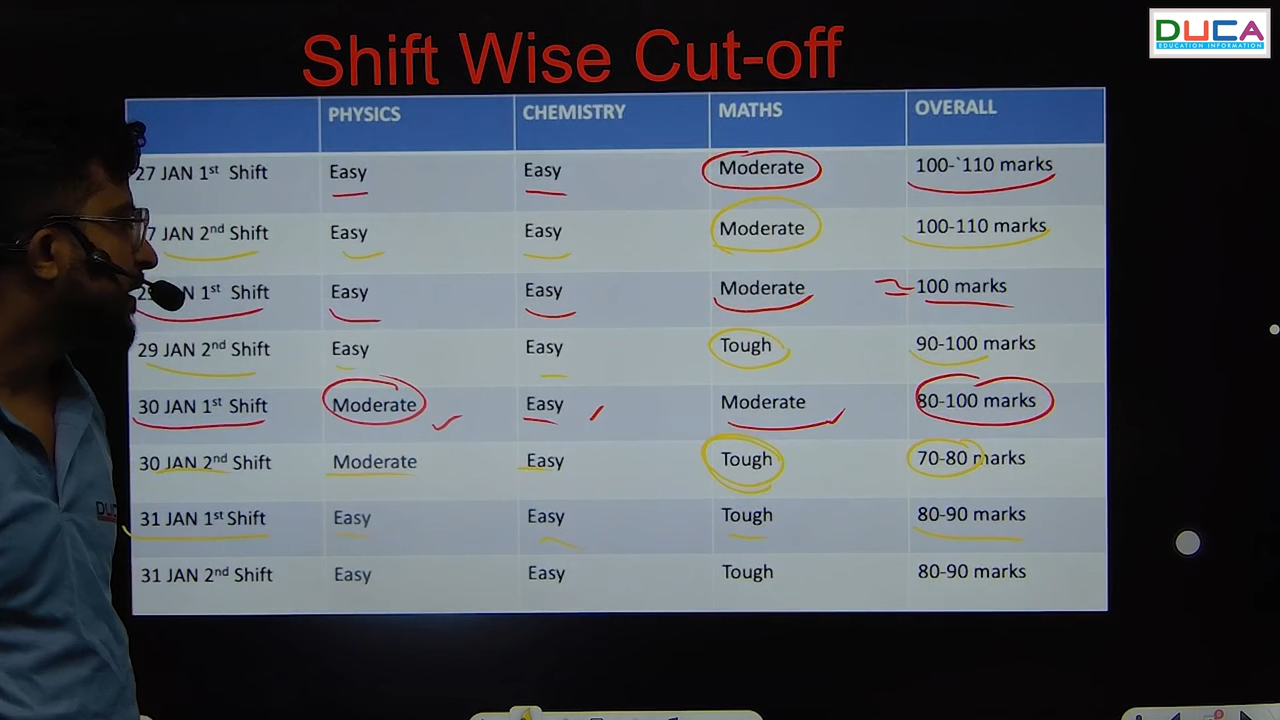 DUCA
EDUCATION INFORMATION
Shift Wise Cut-off
PHYSICS CHEMISTRY MATHS OVERALL
27 JAN 1st Shift Easy Easy Moderate 100-`110 marks
7 JAN 2nd Shift Easy Easy Moderate 100-110 marks
1st Shift Easy Easy Moderate 100 marks
29 JAN 2nd Shift Easy Easy Tough 90-100 marks
30 JAN 1st Shift Moderate Easy Moderate 80-100 marks
30 JAN 2nd Shift Moderate Easy Tough 70-80 marks
31 JAN 1st Shift Easy Easy Tough 80-90 marks
31 JAN 2nd Shift Easy Easy Tough 80-90 marks